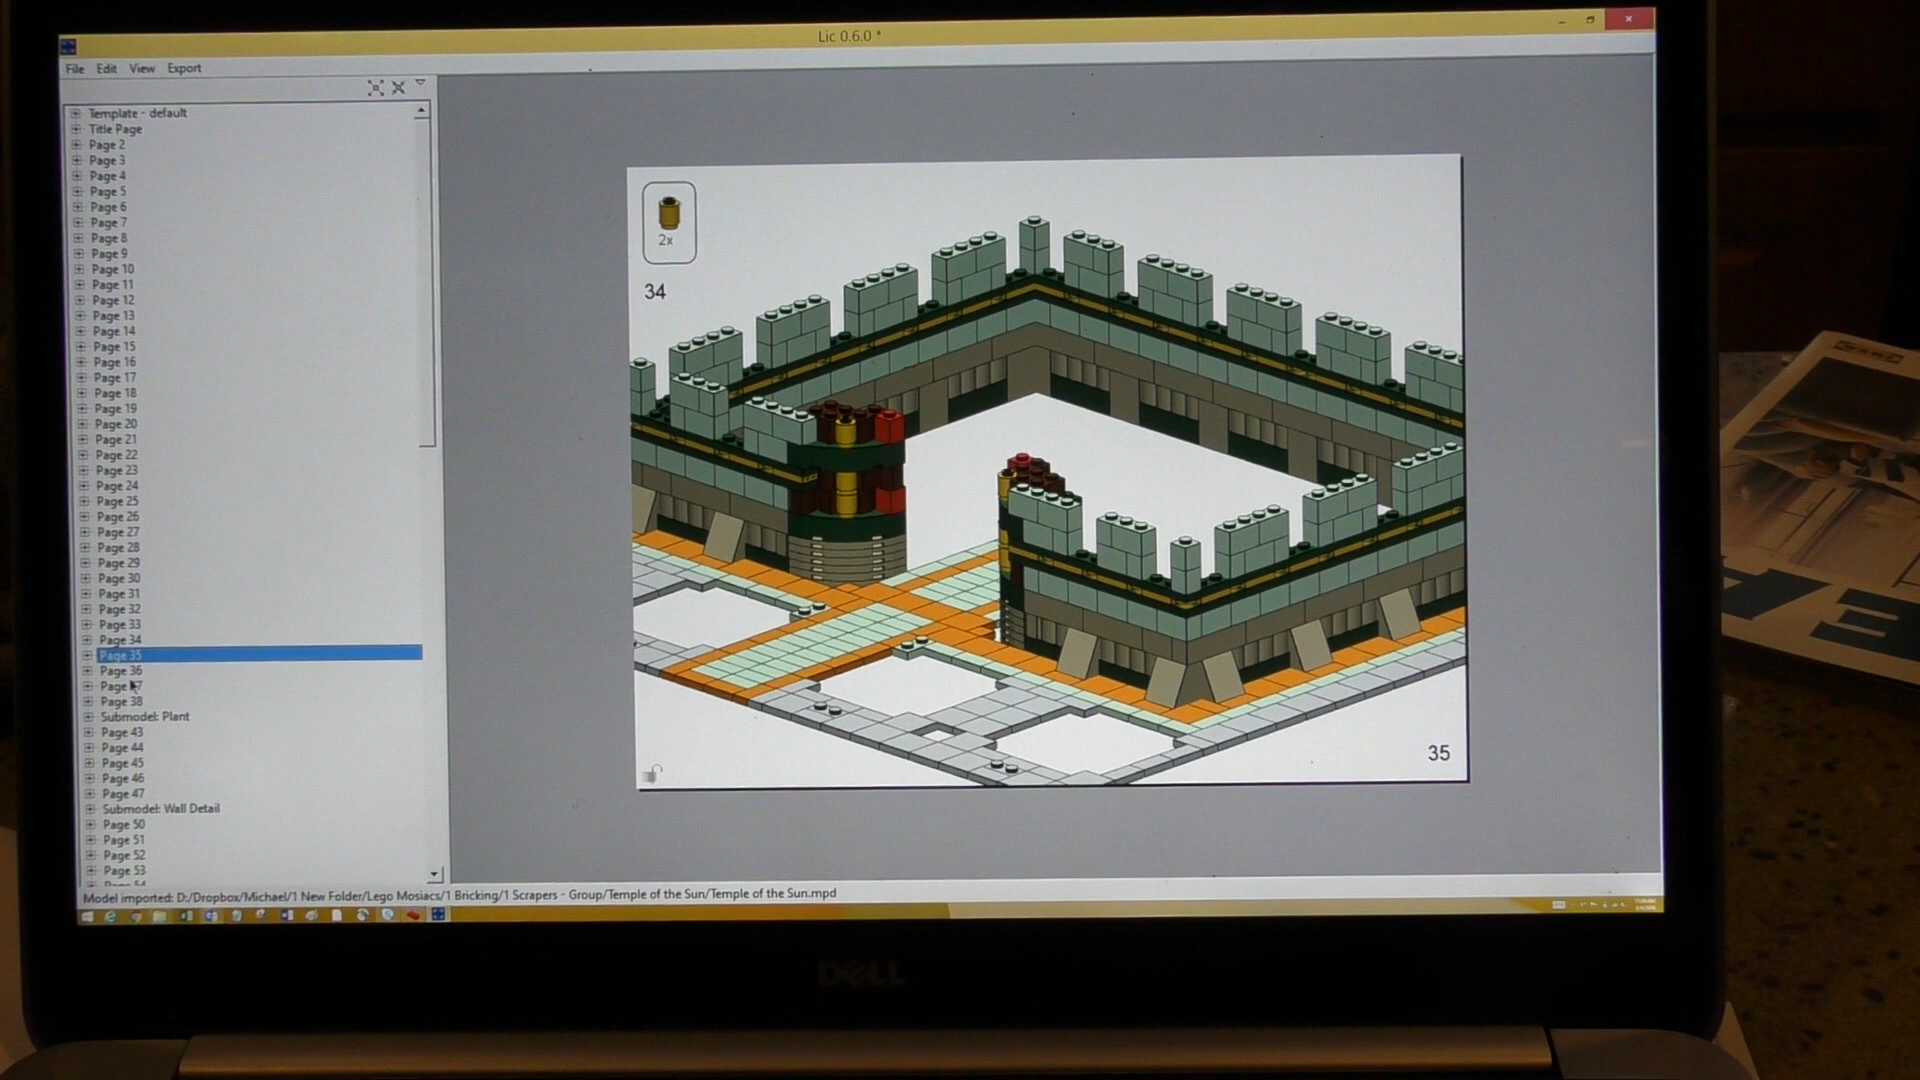 Lic 0.6.0 *
File Edit View Export
Template - default
Title Page
Page 2
Page 3
Page 4
Page 5
Page 6
Page 7
Page 8
Page 9
Page 10
Page 11
Page 12
Page 13
Page 14
Page 15
Page 16
Page 17
Page 18
Page 19
Page 20
Page 21
Page 22
Page 23
Page 24
Page 25
Page 26
Page 27
Page 28
Page 29
Page 30
Page 31
Page 32
Page 33
Page 34
Page 35
Page 36
Page 37
Page 38
Submodel: Plant
Page 43
Page 44
Page 45
Page 46
Page 47
Submodel: Wall Detail
Page 50
Page 51
Page 52
Page 53
Page 54
2x
34
35
Model imported: D:/Dropbox/Michael/1 New Folder/Lego Mosiacs/1 Bricking/1 Scrapers - Group/Temple of the Sun/Temple of the Sun.mpd
DELL